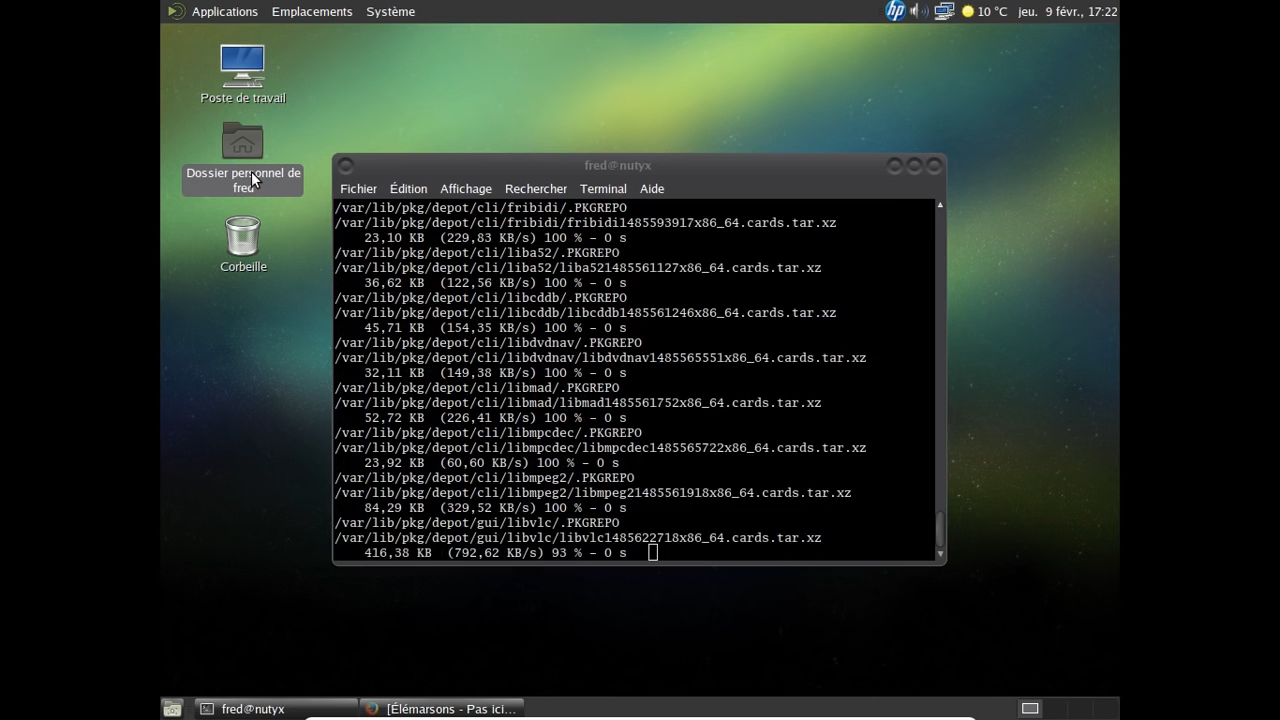 Applications Emplacements Système
hp
10 °C jeu. 9 févr., 17:22
Poste de travail
Dossier personnel de
fred
Corbeille
fred@nutyx
Fichier Édition Affichage Rechercher Terminal Aide
/var/lib/pkg/depot/cli/fribidi/.PKGREPO
/var/lib/pkg/depot/cli/fribidi/fribidi1485593917x86_64.cards.tar.xz
23,10 KB (229,83 KB/s) 100 % - 0 s
/var/lib/pkg/depot/cli/liba52/.PKGREPO
/var/lib/pkg/depot/cli/liba52/liba521485561127x86_64.cards.tar.xz
36,62 KB (122,56 KB/s) 100 % - 0 s
/var/lib/pkg/depot/cli/libcddb/.PKGREPO
/var/lib/pkg/depot/cli/libcddb/libcddb1485561246x86_64.cards.tar.xz
45,71 KB (154,35 KB/s) 100 % - 0 s
/var/lib/pkg/depot/cli/libdvdnav/.PKGREPO
/var/lib/pkg/depot/cli/libdvdnav/libdvdnav1485565551x86_64.cards.tar.xz
32,11 KB (149,38 KB/s) 100 % - 0 s
/var/lib/pkg/depot/cli/libmad/.PKGREPO
/var/lib/pkg/depot/cli/libmad/libmad1485561752x86_64.cards.tar.xz
52,72 KB (226,41 KB/s) 100 % - 0 s
/var/lib/pkg/depot/cli/libmpcdec/.PKGREPO
/var/lib/pkg/depot/cli/libmpcdec/libmpcdec1485565722x86_64.cards.tar.xz
23,92 KB (60,60 KB/s) 100 % - 0 s
/var/lib/pkg/depot/cli/libmpeg2/.PKGREPO
/var/lib/pkg/depot/cli/libmpeg2/libmpeg21485561918x86_64.cards.tar.xz
84,29 KB (329,52 KB/s) 100 % - 0 s
/var/lib/pkg/depot/gui/libvlc/.PKGREPO
/var/lib/pkg/depot/gui/libvlc/libvlc1485622718x86_64.cards.tar.xz
416,38 KB (792,62 KB/s) 93 % - 0 s
fred@nutyx
[Élémarsons - Pas ici...